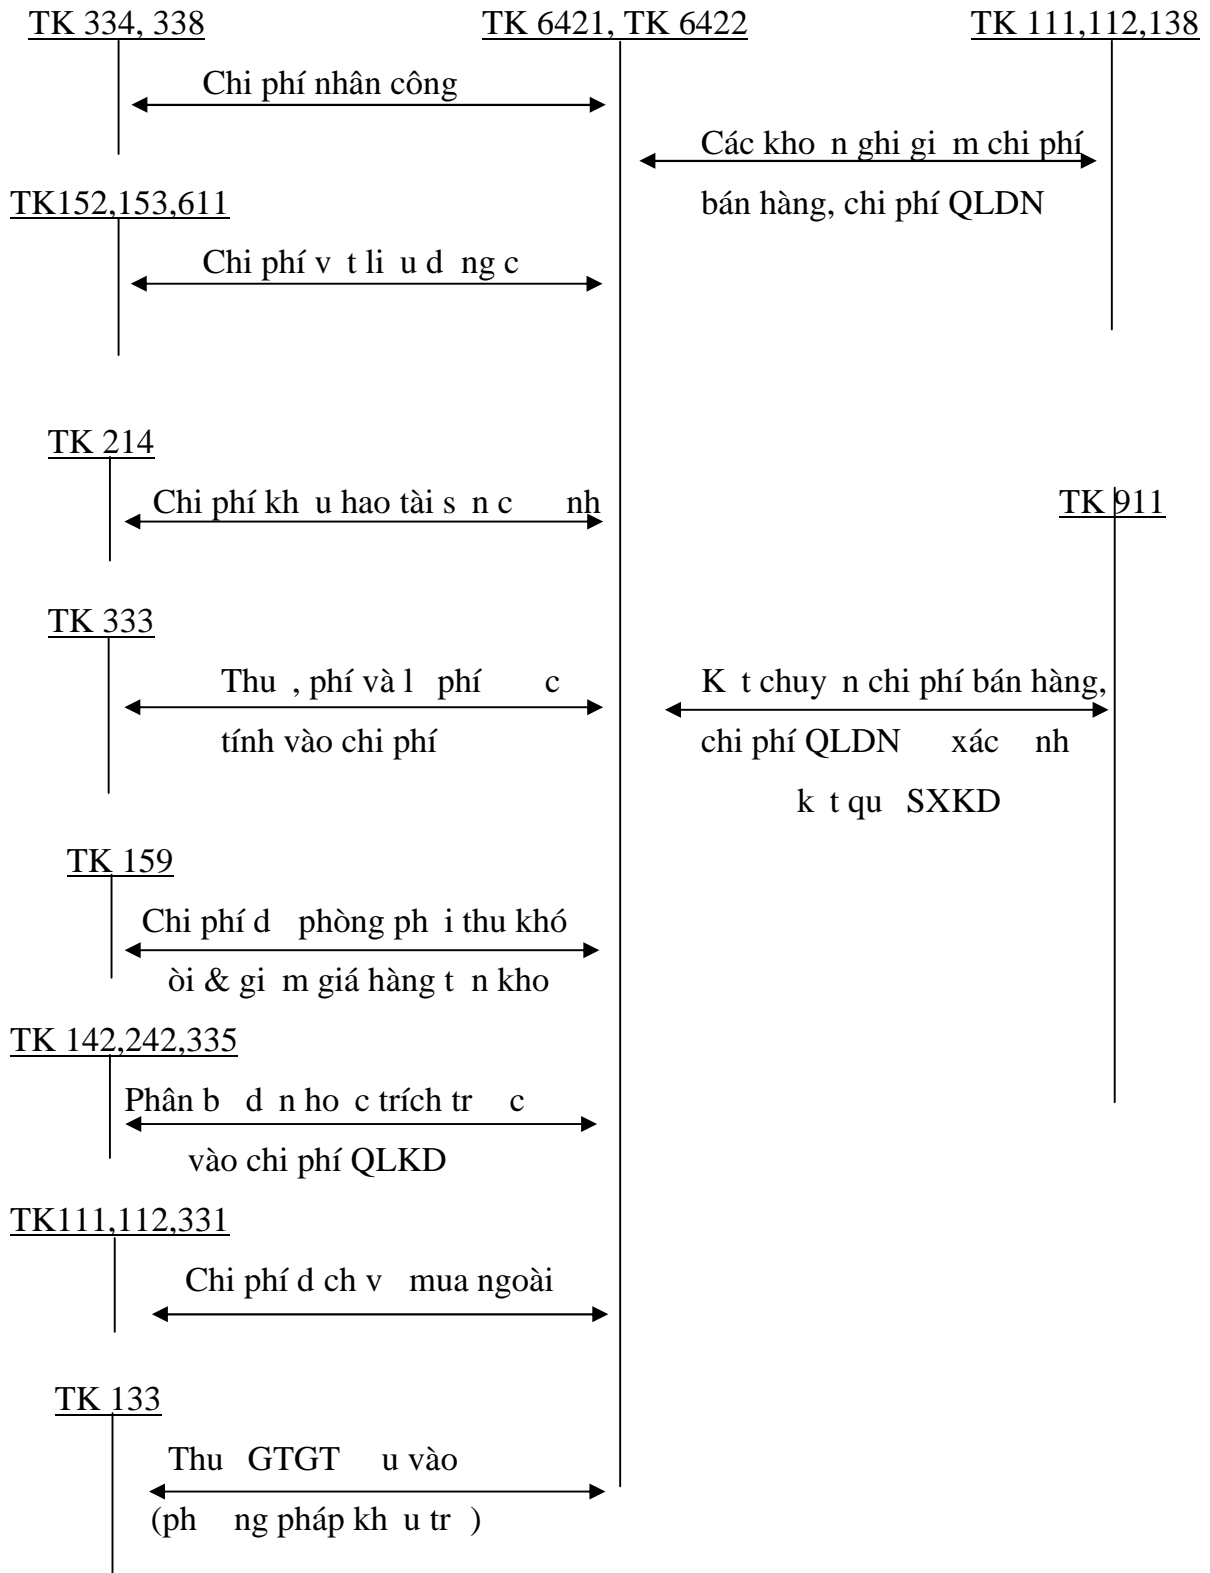 TK 334, 338
TK 6421, TK 6422
TK 111,112,138
Chi phí nhân công
Các kho n ghi gi m chi phí
bán hàng, chi phí QLDN
TK152,153,611
Chi phí v t li u d ng c
TK 214
Chi phí kh u hao tài s n c nh
TK 911
TK 333
Thu , phí và l phí c
tính vào chi phí
K t chuy n chi phí bán hàng,
chi phí QLDN xác nh
k t qu SXKD
TK 159
Chi phí d phòng ph i thu khó
òi & gi m giá hàng t n kho
TK 142,242,335
Phân b d n ho c trích tr c
vào chi phí QLKD
TK111,112,331
Chi phí d ch v mua ngoài
TK 133
Thu GTGT u vào
(ph ng pháp kh u tr )